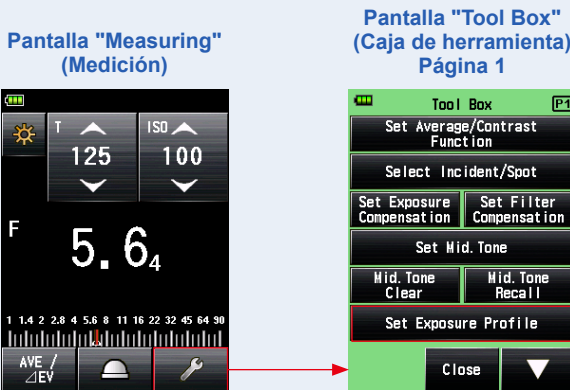 Pantalla "Measuring"
(Medición)
T
ISO
125
100
F
5.64
1 1.4 2 2.8 4 5.6 8 11 16 22 32 45 64 90
AVE /
⊿EV
Pantalla "Tool Box"
(Caja de herramienta)
Página 1
Tool Box
P1
Set Average/Contrast
Function
Select Incident/Spot
Set Exposure
Compensation
Set Filter
Compensation
Set Mid. Tone
Mid. Tone
Clear
Mid. Tone
Recall
Set Exposure Profile
Close